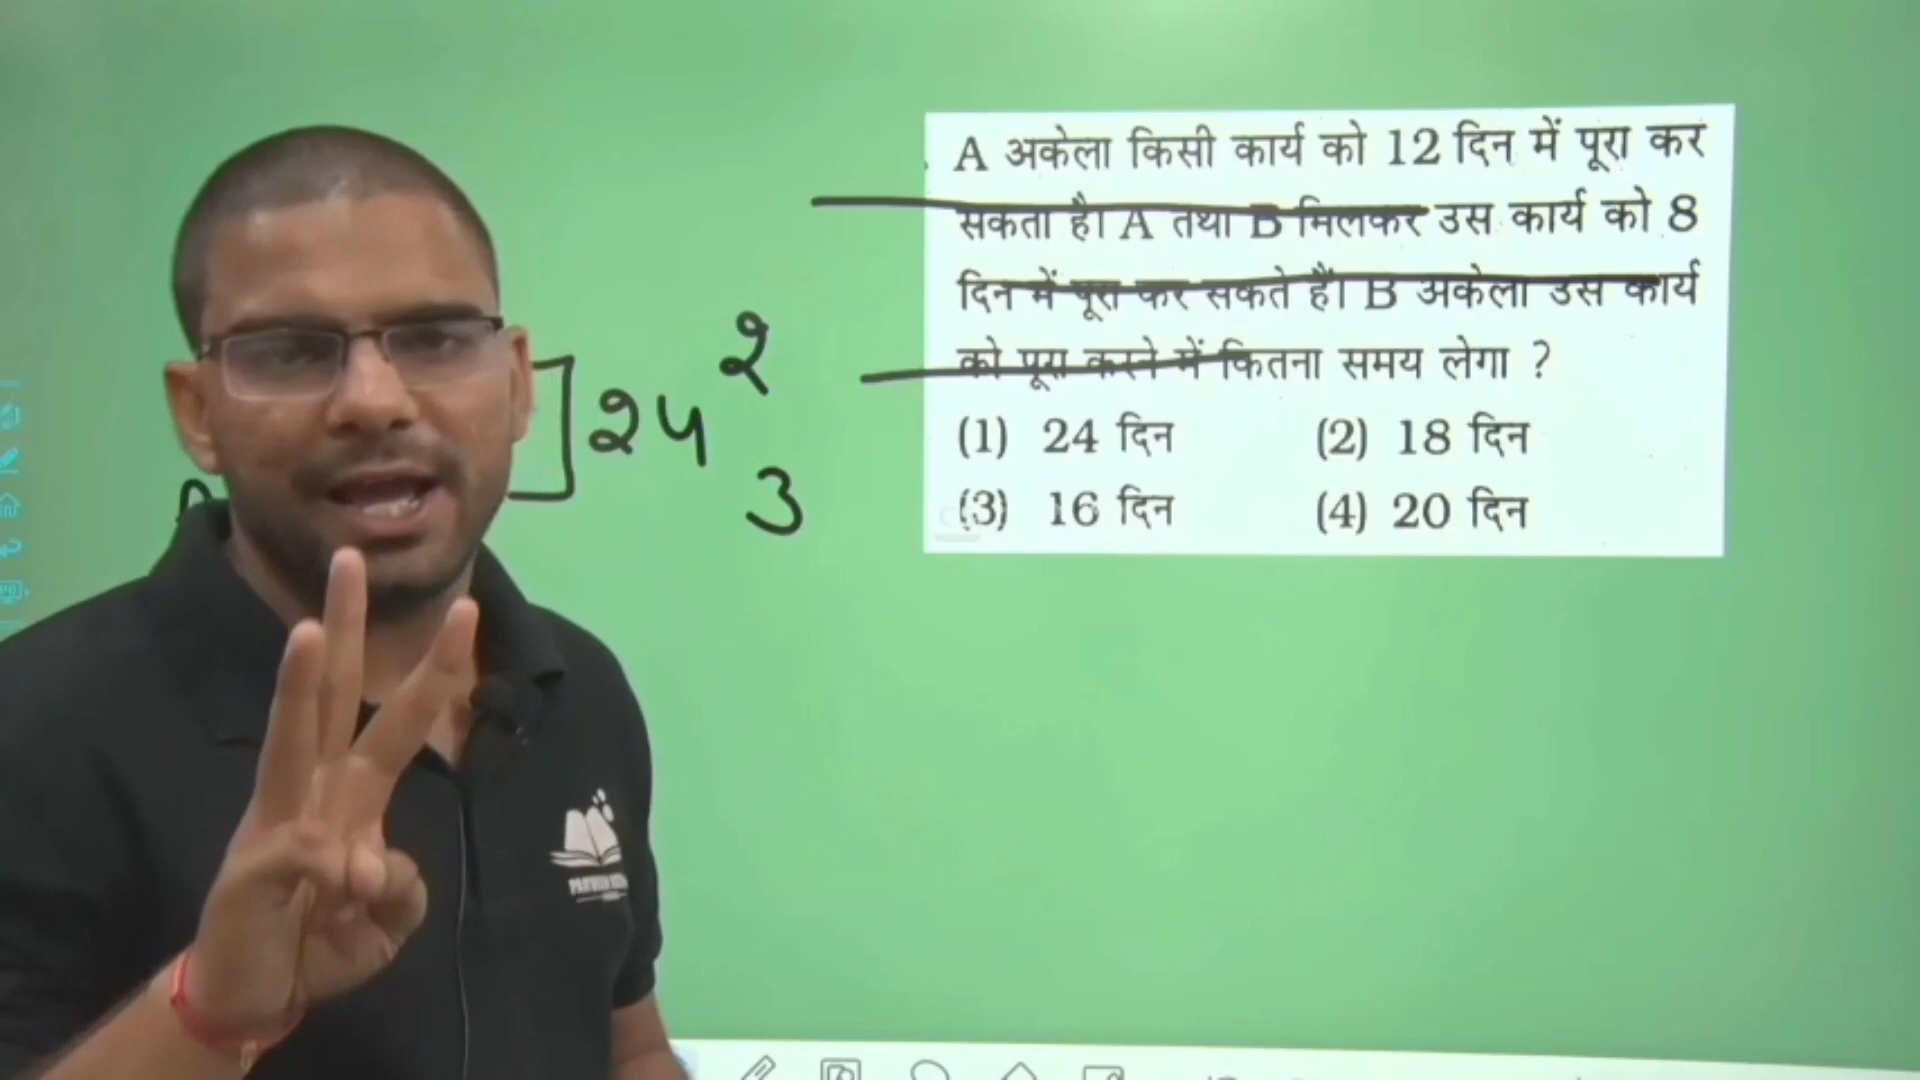 A अकेला किसी कार्य को 12 दिन में पूरा कर
सकता है। A तथा B मिलकर उस कार्य को 8
दिन में पूरा कर सकते हैं। B अकेला उस कार्य
को पूरा करने में कितना समय लेगा ?
(1) 24 दिन (2) 18 दिन
(3) 16 दिन (4) 20 दिन
2
24
3